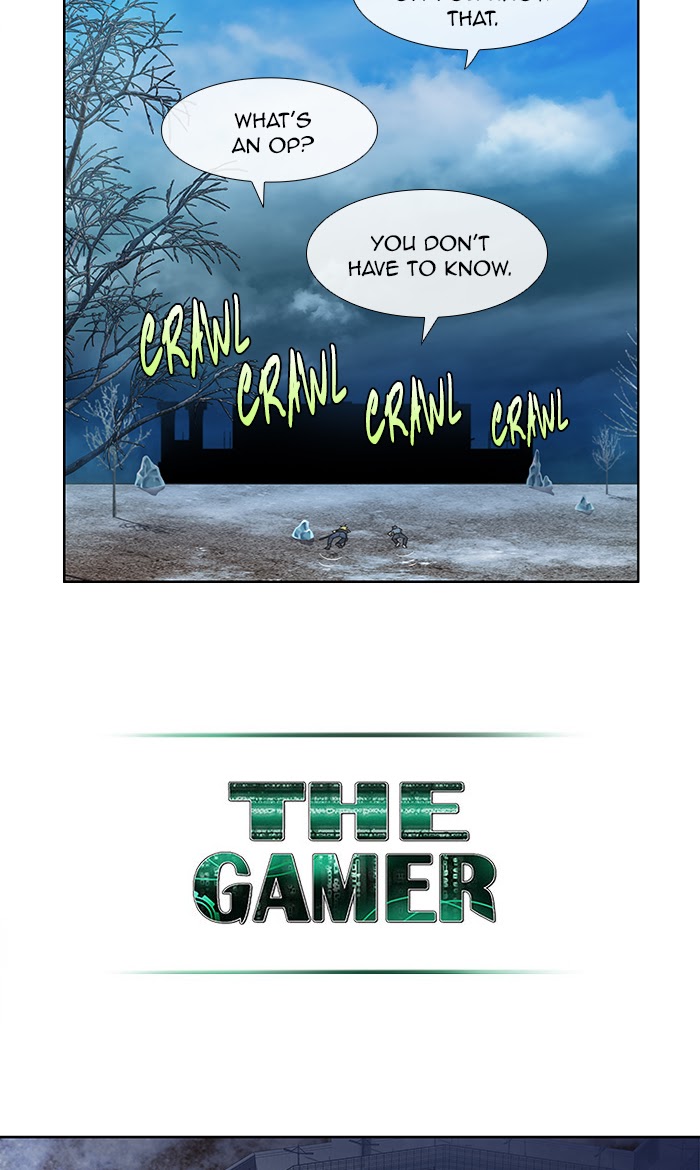 THAT.
WHAT'S
AN OP?
YOU DON'T
HAVE TO KNOW.
CRAWL
CRAWL
CRAWL
CRAWL
THE
GAMER